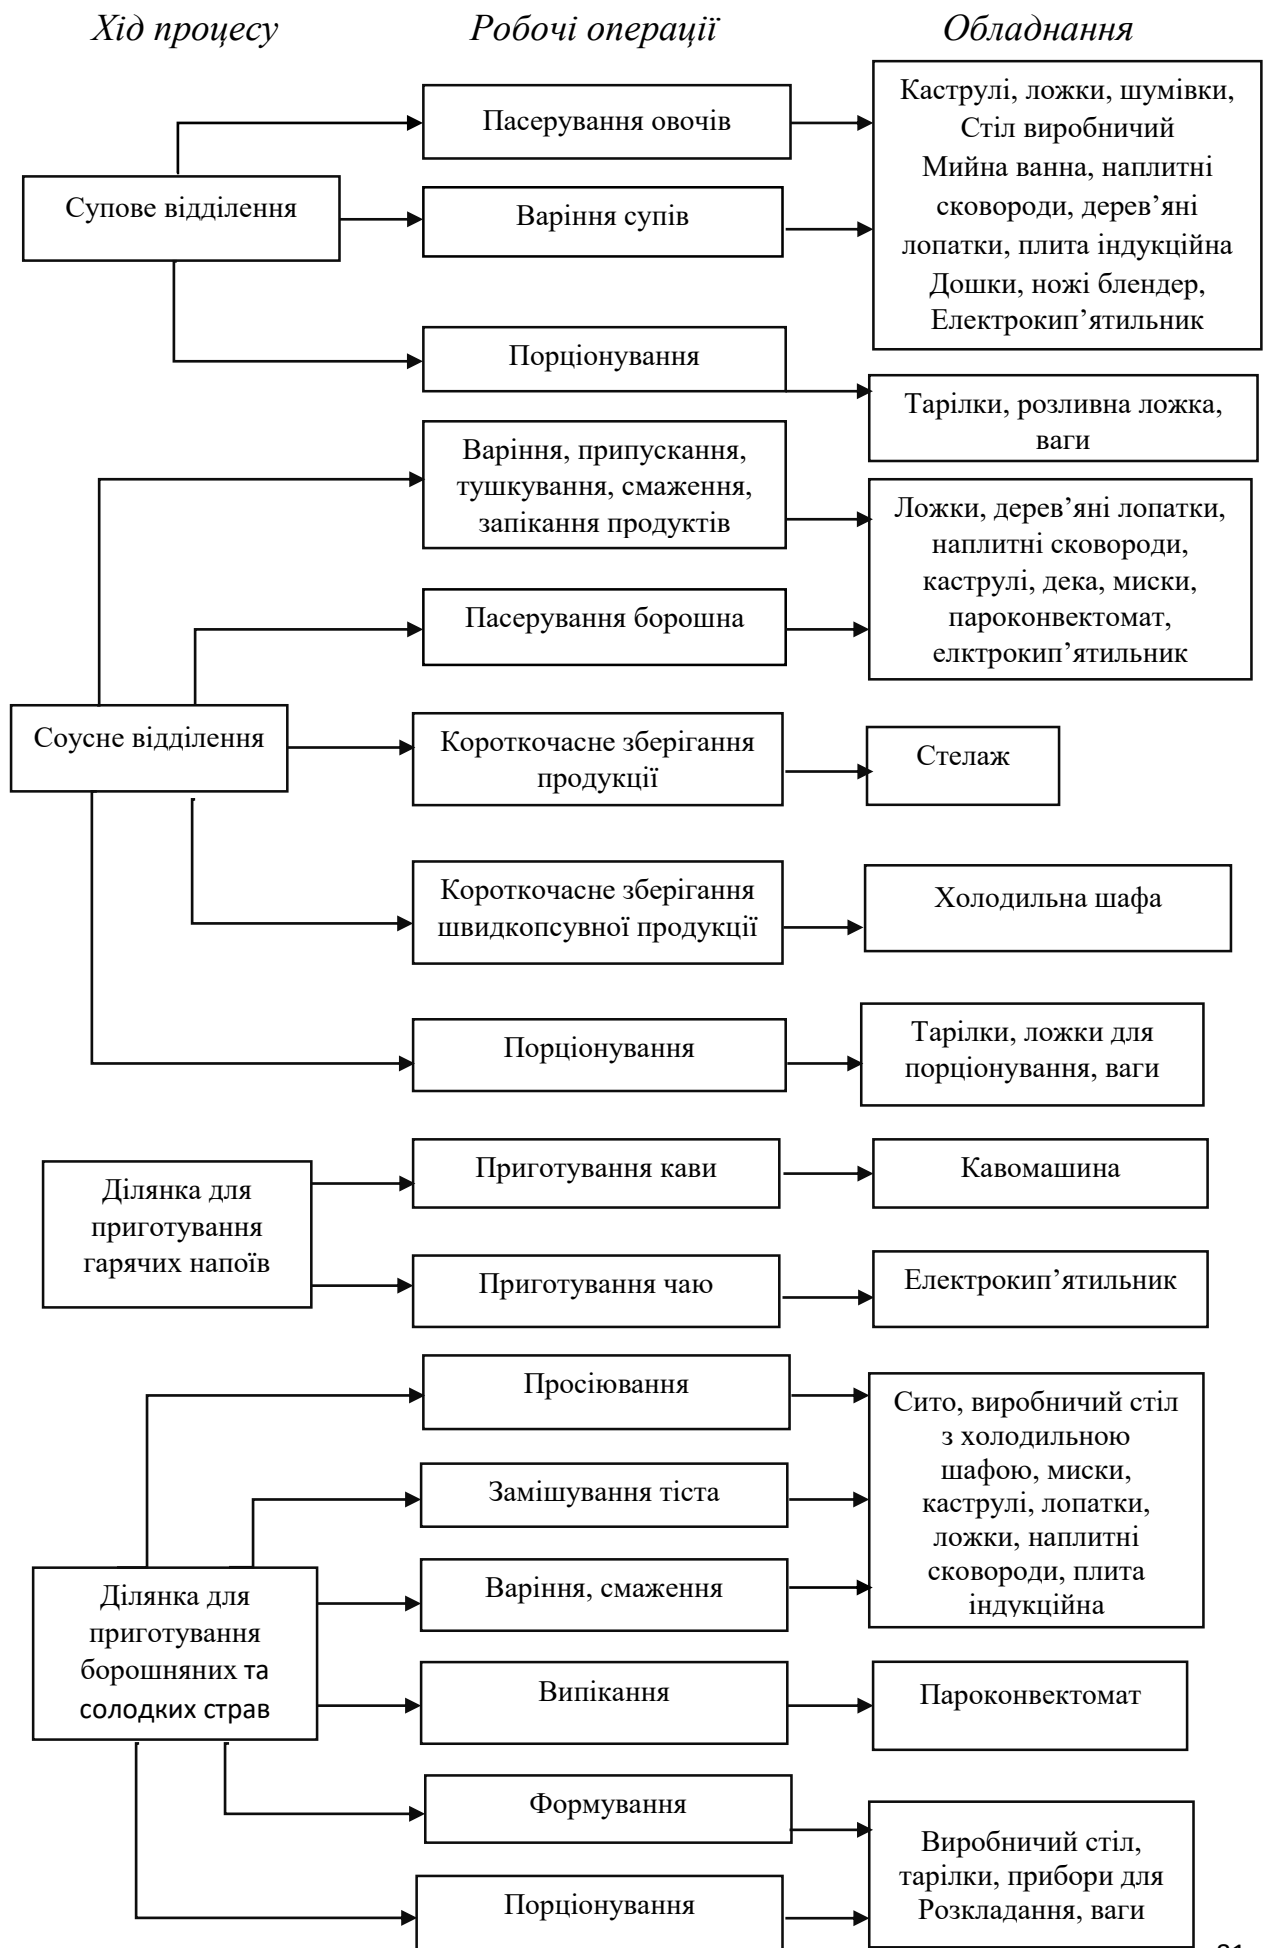 Хід процесу
Робочі операції
Обладнання
Супове відділення
Пасерування овочів
Варіння супів
Порціонування
Каструлі, ложки, шумівки,
Стіл виробничий
Мийна ванна, наплитні
сковороди, дерев’яні
лопатки, плита індукційна
Дошки, ножі блендер,
Електрокип’ятильник
Тарілки, розливна ложка,
ваги
Соусне відділення
Варіння, припускання,
тушкування, смаження,
запікання продуктів
Пасерування борошна
Ложки, дерев’яні лопатки,
наплитні сковороди,
каструлі, дека, миски,
пароконвектомат,
елктрокип’ятильник
Короткочасне зберігання
продукції
Стелаж
Короткочасне зберігання
швидкопсувної продукції
Холодильна шафа
Порціонування
Тарілки, ложки для
порціонування, ваги
Ділянка для
приготування
гарячих напоїв
Приготування кави
Кавомашина
Приготування чаю
Електрокип’ятильник
Ділянка для
приготування
борошняних та
солодких страв
Просіювання
Замішування тіста
Варіння, смаження
Сито, виробничий стіл
з холодильною
шафою, миски,
каструлі, лопатки,
ложки, наплитні
сковороди, плита
індукційна
Випікання
Пароконвектомат
Формування
Порціонування
Виробничий стіл,
тарілки, прибори для
Розкладання, ваги